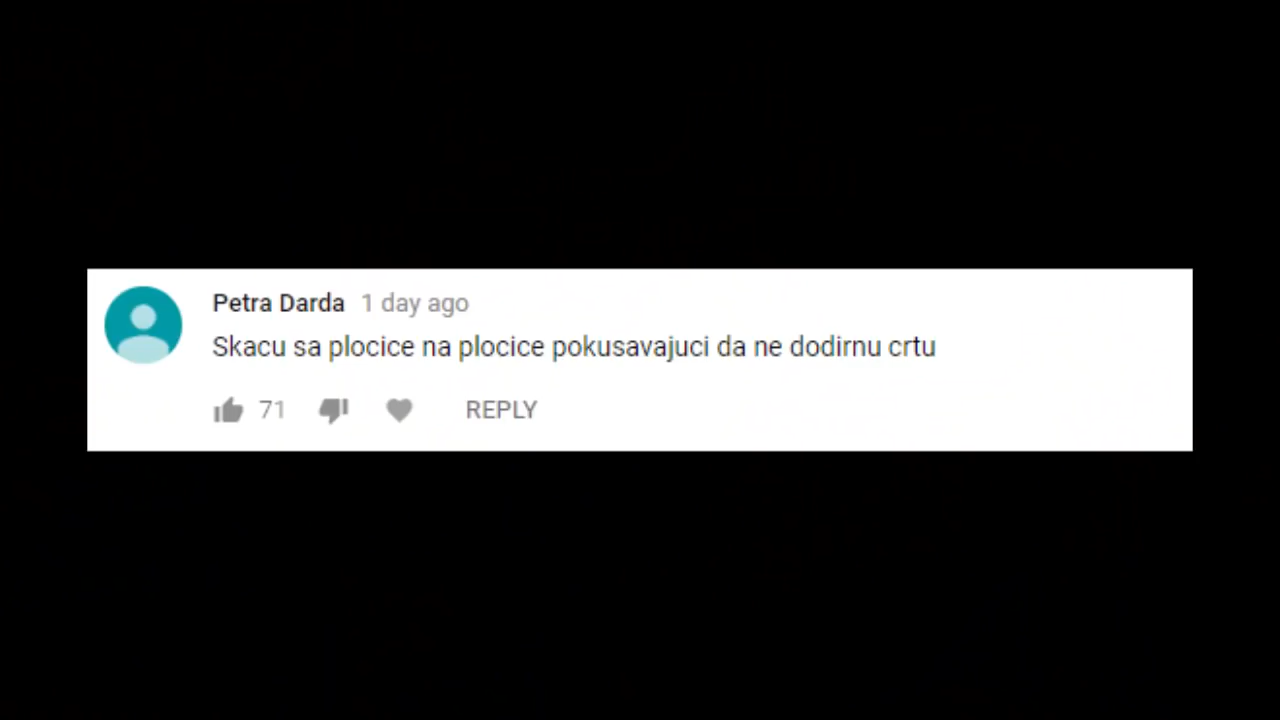 Petra Darda 1 day ago
Skacu sa plocice na plocice pokusavajuci da ne dodirnu crtu
71 REPLY